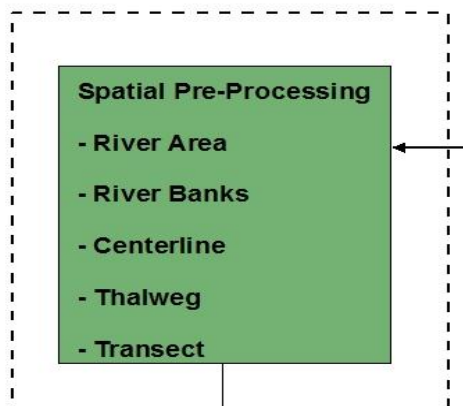 Spatial Pre-Processing
- River Area
- River Banks
- Centerline
- Thalweg
- Transect